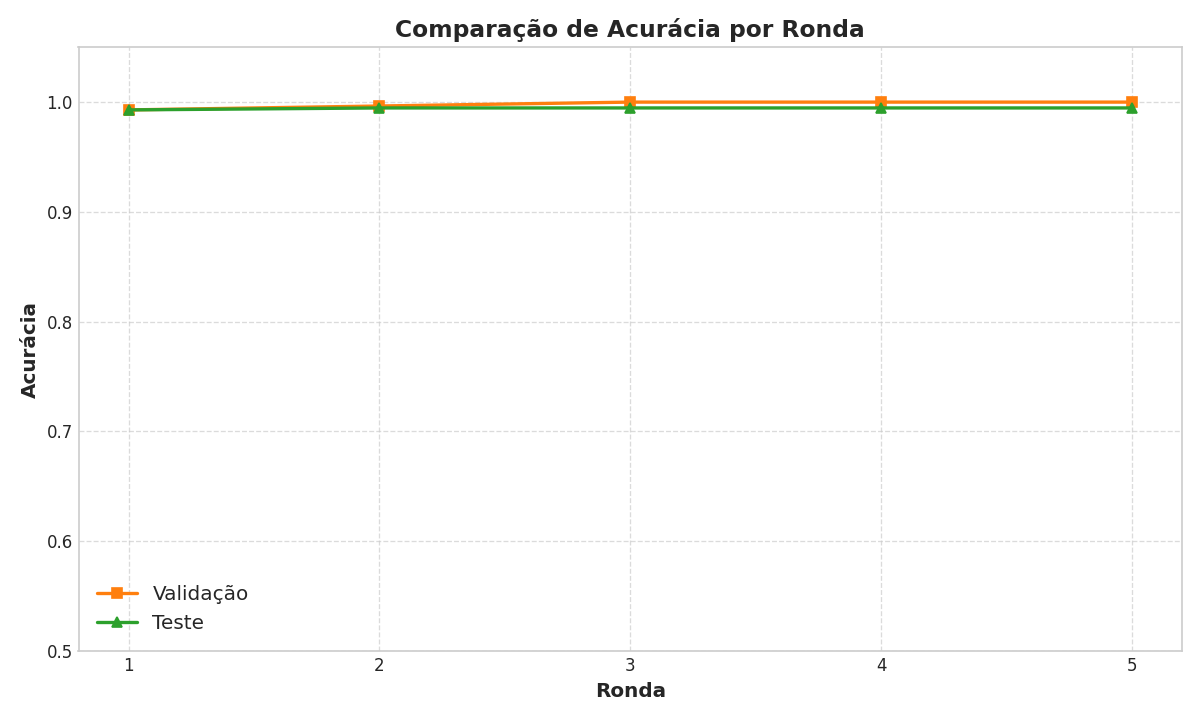 Comparação de Acurácia por Ronda
Acurácia
1.0
0.9
0.8
0.7
0.6
0.5
Validação
Teste
1 2 3 4 5
Ronda